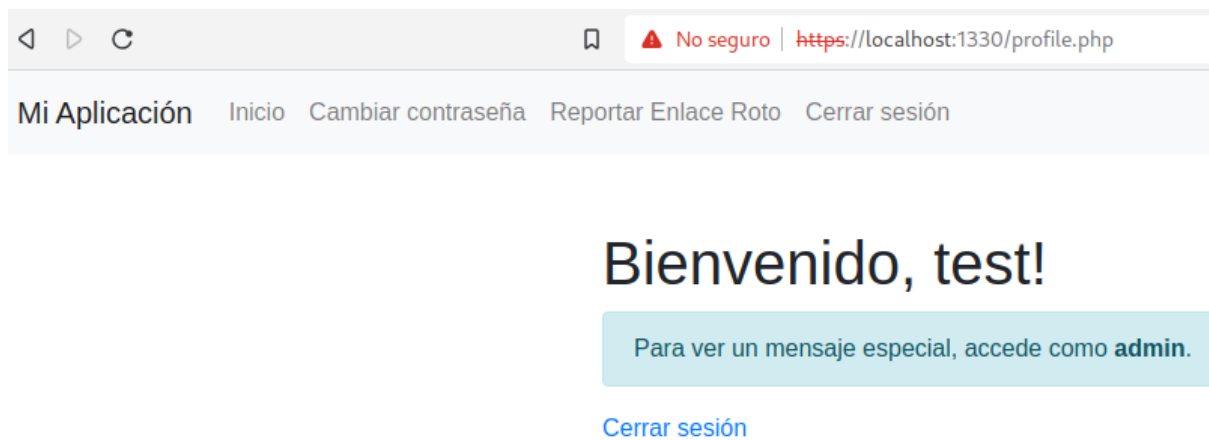 No seguro | https://localhost:1330/profile.php
Mi Aplicación Inicio Cambiar contraseña Reportar Enlace Roto Cerrar sesión
Bienvenido, test!
Para ver un mensaje especial, accede como admin.
Cerrar sesión